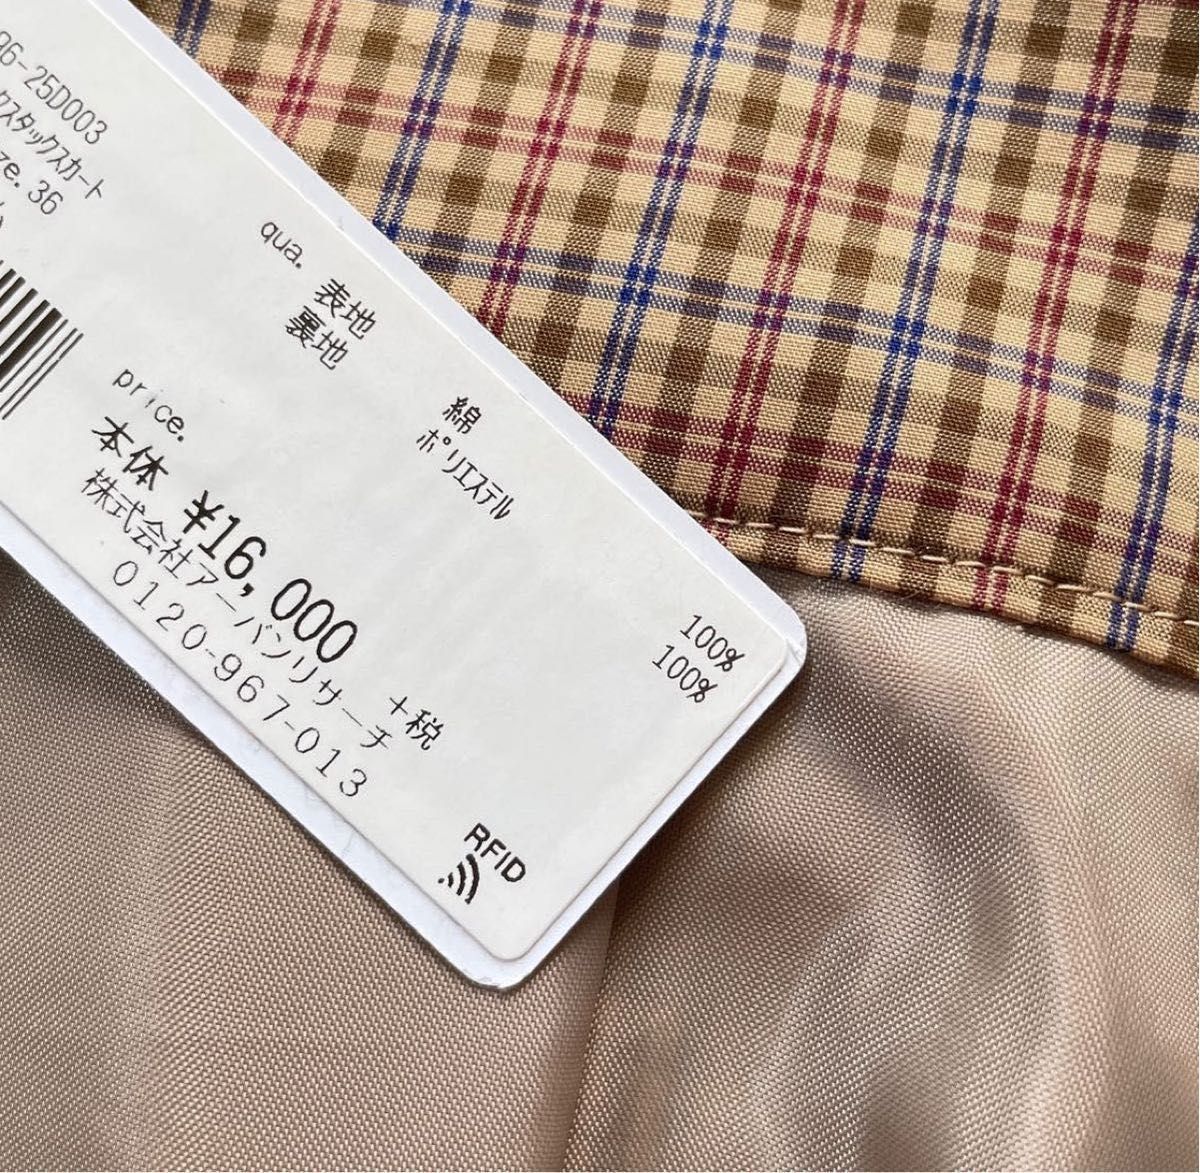 25D003
クスタックスカート
36
qua. 表地 綿 100%
裏地 ポリエステル 100%
price.
本体 ¥16,000 +税
株式会社アーバンリサーチ
0120-967-013
RFID